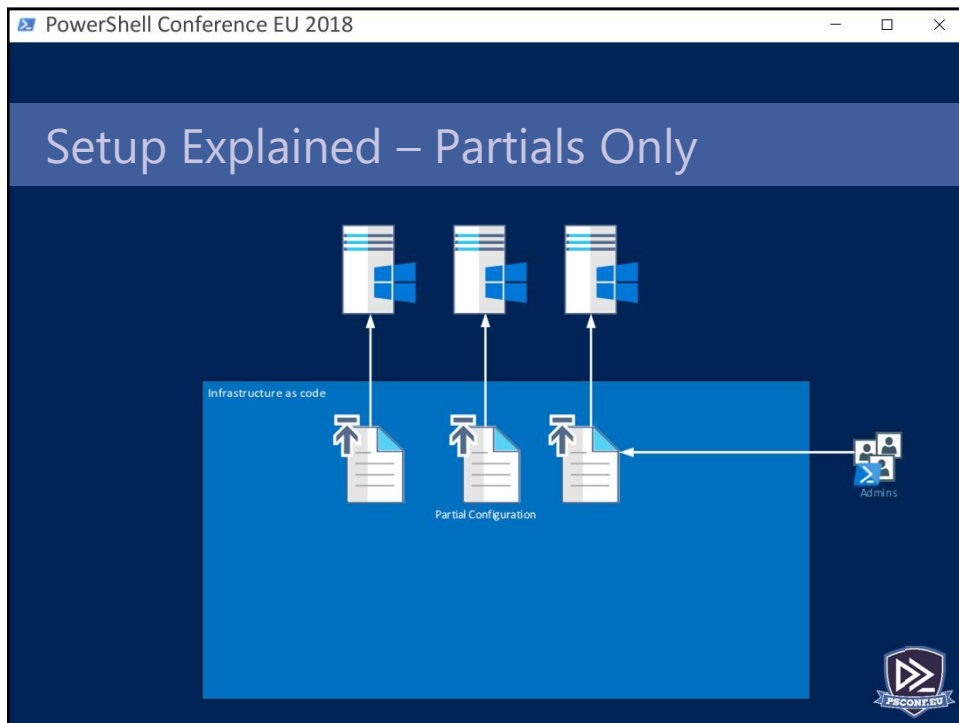 PowerShell Conference EU 2018
Setup Explained – Partials Only
Infrastructure as code
Partial Configuration
Admins
PSCONF.EU